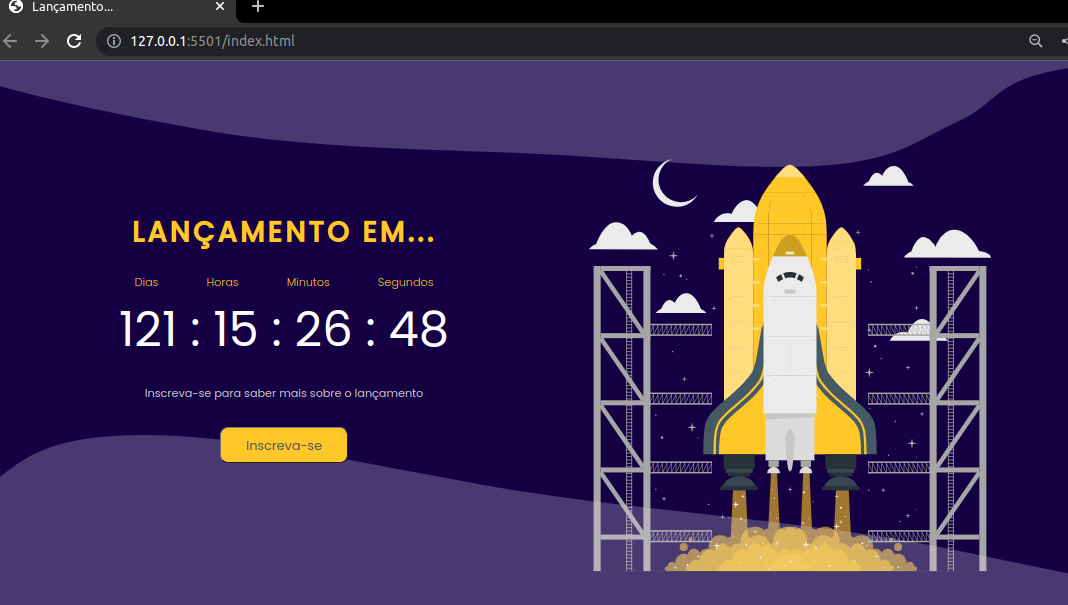 Lançamento...
127.0.0.1:5501/index.html
LANÇAMENTO EM...
Dias Horas Minutos Segundos
121 : 15 : 26 : 48
Inscreva-se para saber mais sobre o lançamento
Inscreva-se